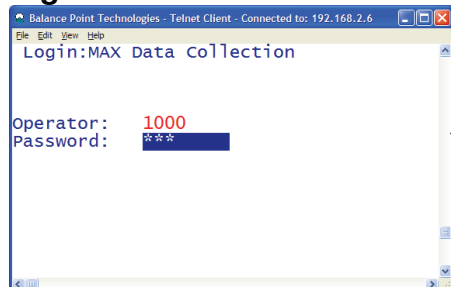 Balance Point Technologies - Telnet Client - Connected to: 192.168.2.6
File Edit View Help
Login:MAX Data Collection
Operator: 1000
Password: ***